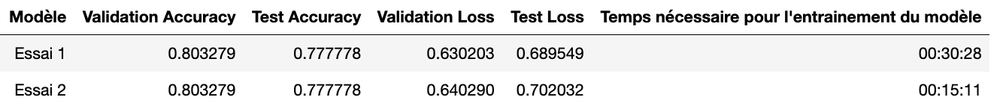 Modèle Validation Accuracy Test Accuracy Validation Loss Test Loss Temps nécessaire pour l'entrainement du modèle
Essai 1 0.803279 0.777778 0.630203 0.689549 00:30:28
Essai 2 0.803279 0.777778 0.640290 0.702032 00:15:11